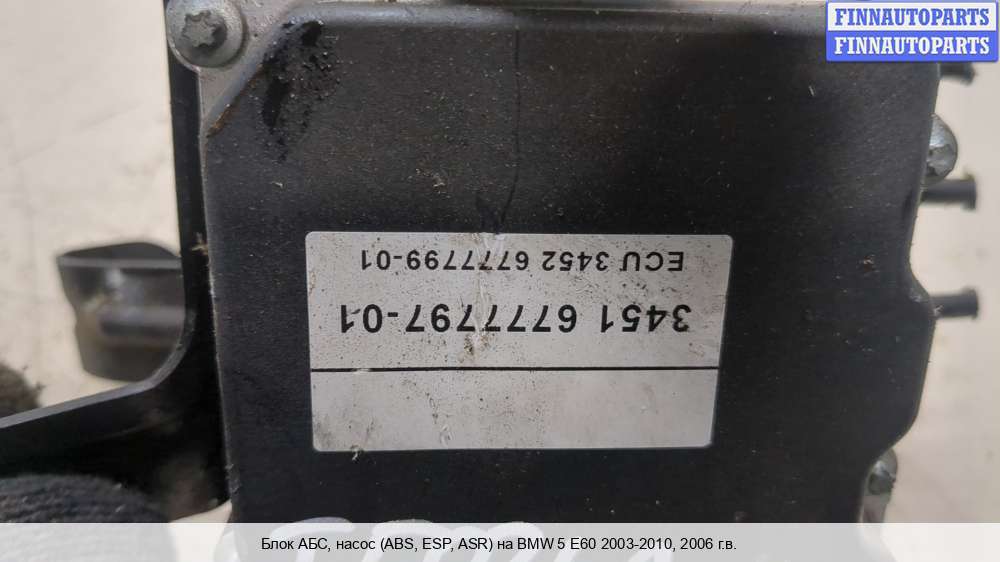 FINNAUTOPARTS
FINNAUTOPARTS
3451 6777797-01
ECU 3452 6777799-01
Блок АБС, насос (ABS, ESP, ASR) на BMW 5 E60 2003-2010, 2006 г.в.